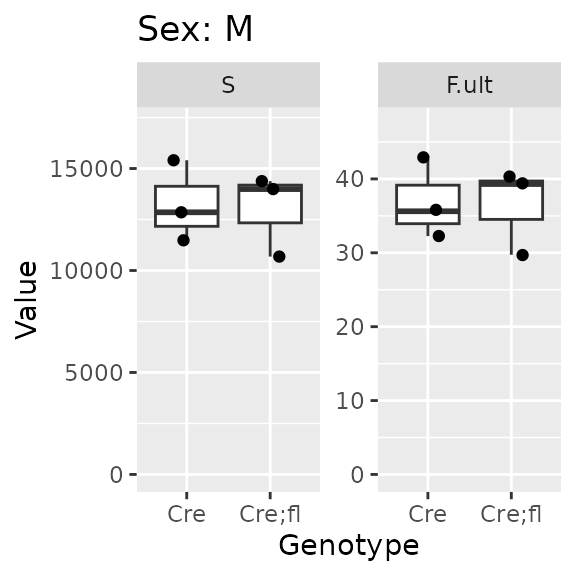 Sex: M
S
F.ult
Value
15000
10000
5000
0
40
30
20
10
0
Cre
Cre;fl
Cre
Cre;fl
Genotype